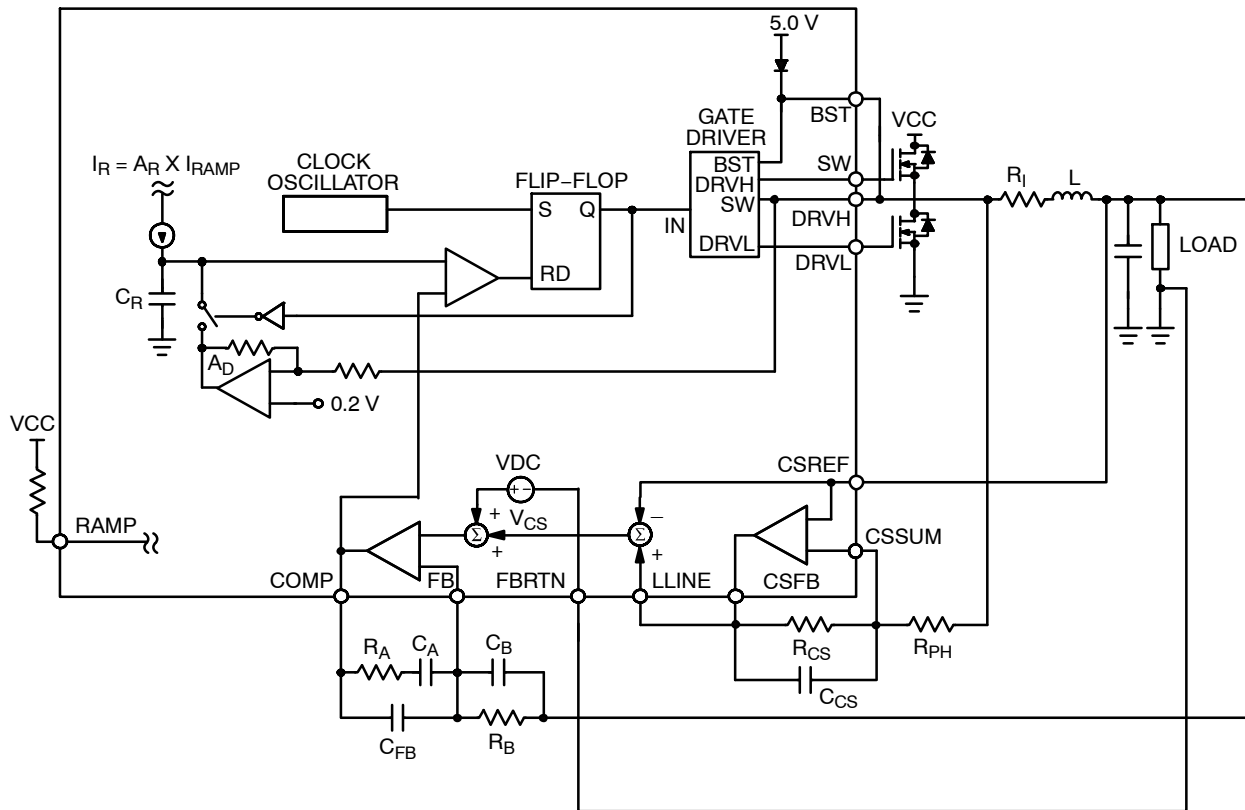 5.0 V
BST
VCC
GATE
DRIVER
I_R = A_R X I_RAMP
CLOCK
OSCILLATOR
FLIP–FLOP
BST
DRVH
SW
DRVL
IN
SW
DRVH
DRVL
R_I
L
S
Q
RD
LOAD
C_R
A_D
0.2 V
VCC
RAMP
VDC
+ –
V_CS
+
+
Σ
Σ
–
+
CSREF
CSSUM
COMP
FB
FBRTN
LLINE
CSFB
R_A
C_A
C_B
R_CS
R_PH
C_CS
C_FB
R_B